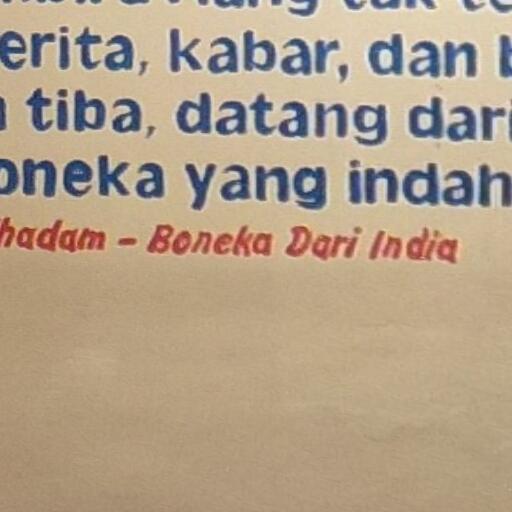 erita, kabar, dan
tiba, datang dari
oneka yang indah
hadam – Boneka Dari India